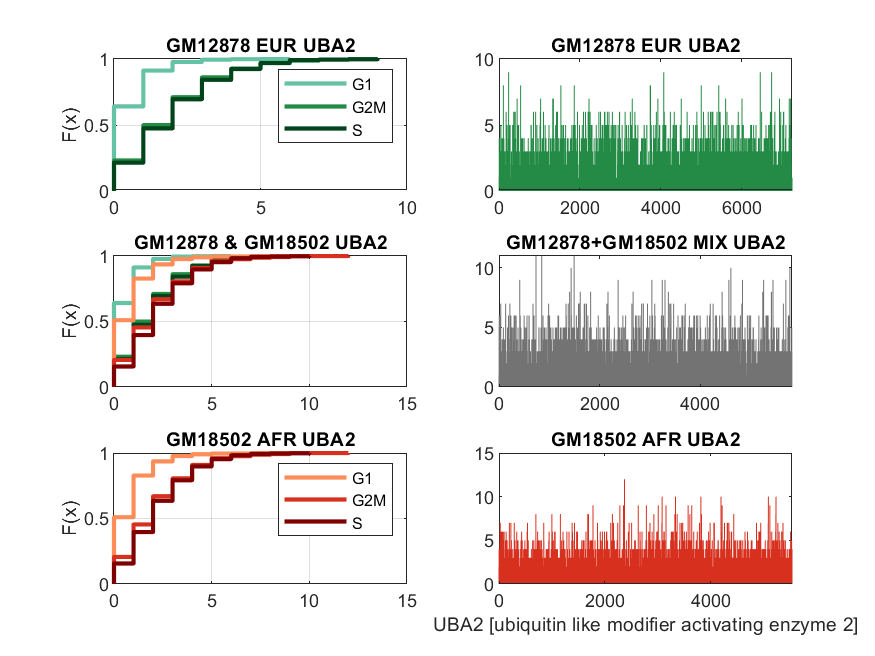 GM12878 EUR UBA2
F(x)
1
0.5
0
0
5
10
G1
G2M
S
GM12878 EUR UBA2
10
5
0
0
2000
4000
6000
GM12878 & GM18502 UBA2
F(x)
1
0.5
0
0
5
10
15
GM12878+GM18502 MIX UBA2
10
5
0
0
2000
4000
GM18502 AFR UBA2
F(x)
1
0.5
0
0
5
10
15
G1
G2M
S
GM18502 AFR UBA2
15
10
5
0
0
2000
4000
UBA2 [ubiquitin like modifier activating enzyme 2]